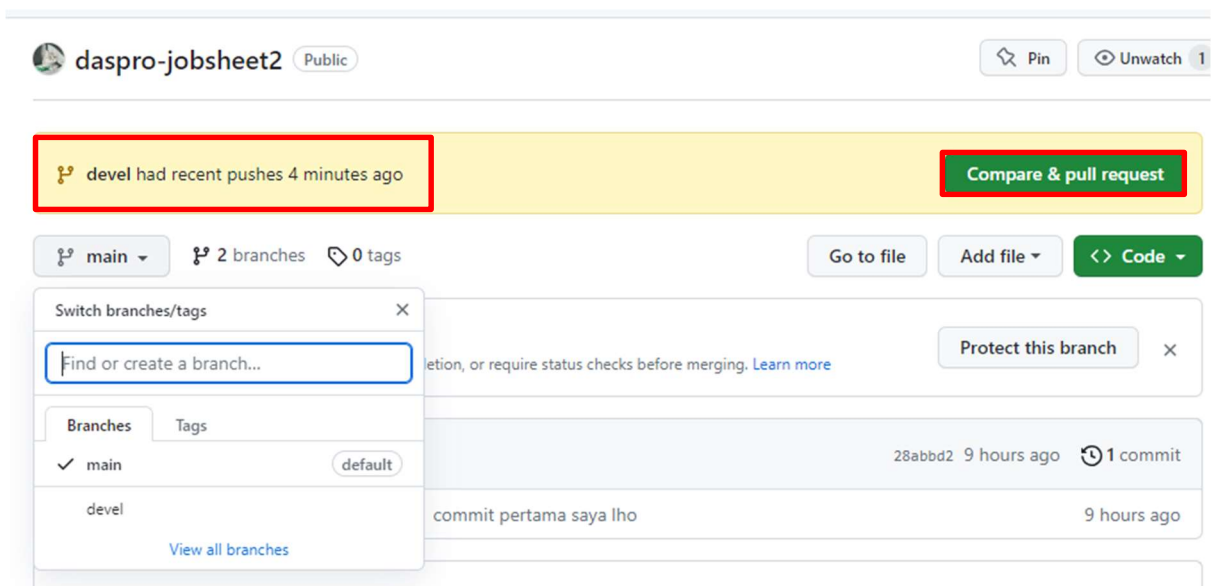 daspro-jobsheet2 Public Pin Unwatch 1
devel had recent pushes 4 minutes ago Compare & pull request
main 2 branches 0 tags Go to file Add file <> Code
Switch branches/tags
Find or create a branch...
Protect this branch
letion, or require status checks before merging. Learn more
Branches Tags
main default
28abbd2 9 hours ago 1 commit
devel
commit pertama saya lho 9 hours ago
View all branches